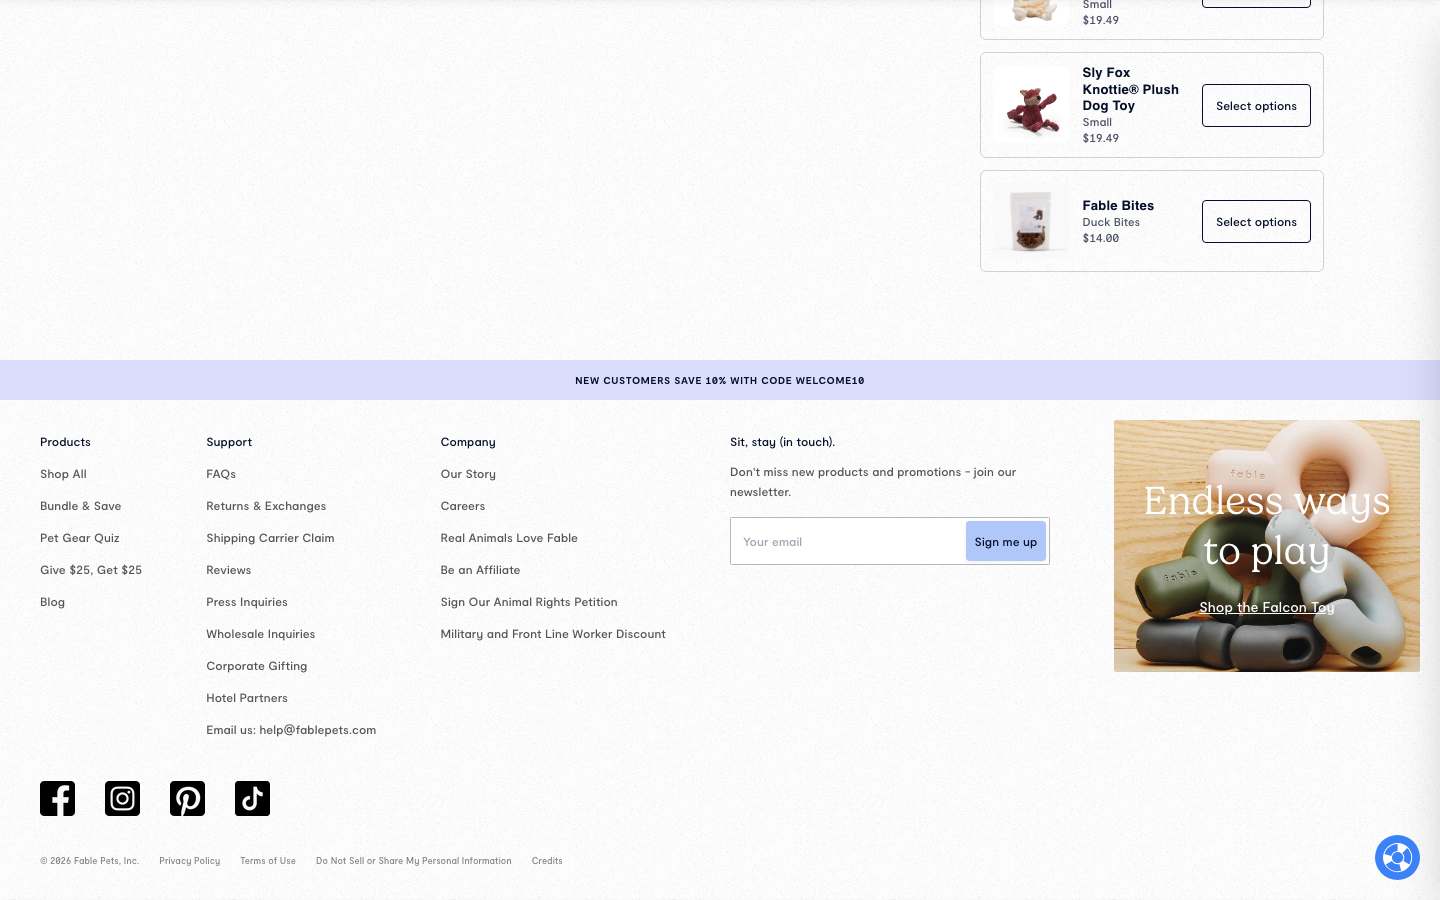 Small
$19.49
Sly Fox
Knottie® Plush
Dog Toy
Small
$19.49
Select options
Fable Bites
Duck Bites
$14.00
Select options
NEW CUSTOMERS SAVE 10% WITH CODE WELCOME10
Products
Shop All
Bundle & Save
Pet Gear Quiz
Give $25, Get $25
Blog
Support
FAQs
Returns & Exchanges
Shipping Carrier Claim
Reviews
Press Inquiries
Wholesale Inquiries
Corporate Gifting
Hotel Partners
Email us: help@fablepets.com
Company
Our Story
Careers
Real Animals Love Fable
Be an Affiliate
Sign Our Animal Rights Petition
Military and Front Line Worker Discount
Sit, stay (in touch).
Don't miss new products and promotions - join our
newsletter.
Your email
Sign me up
fable
Endless ways
to play
fable
Shop the Falcon Toy
© 2026 Fable Pets, Inc.
Privacy Policy
Terms of Use
Do Not Sell or Share My Personal Information
Credits